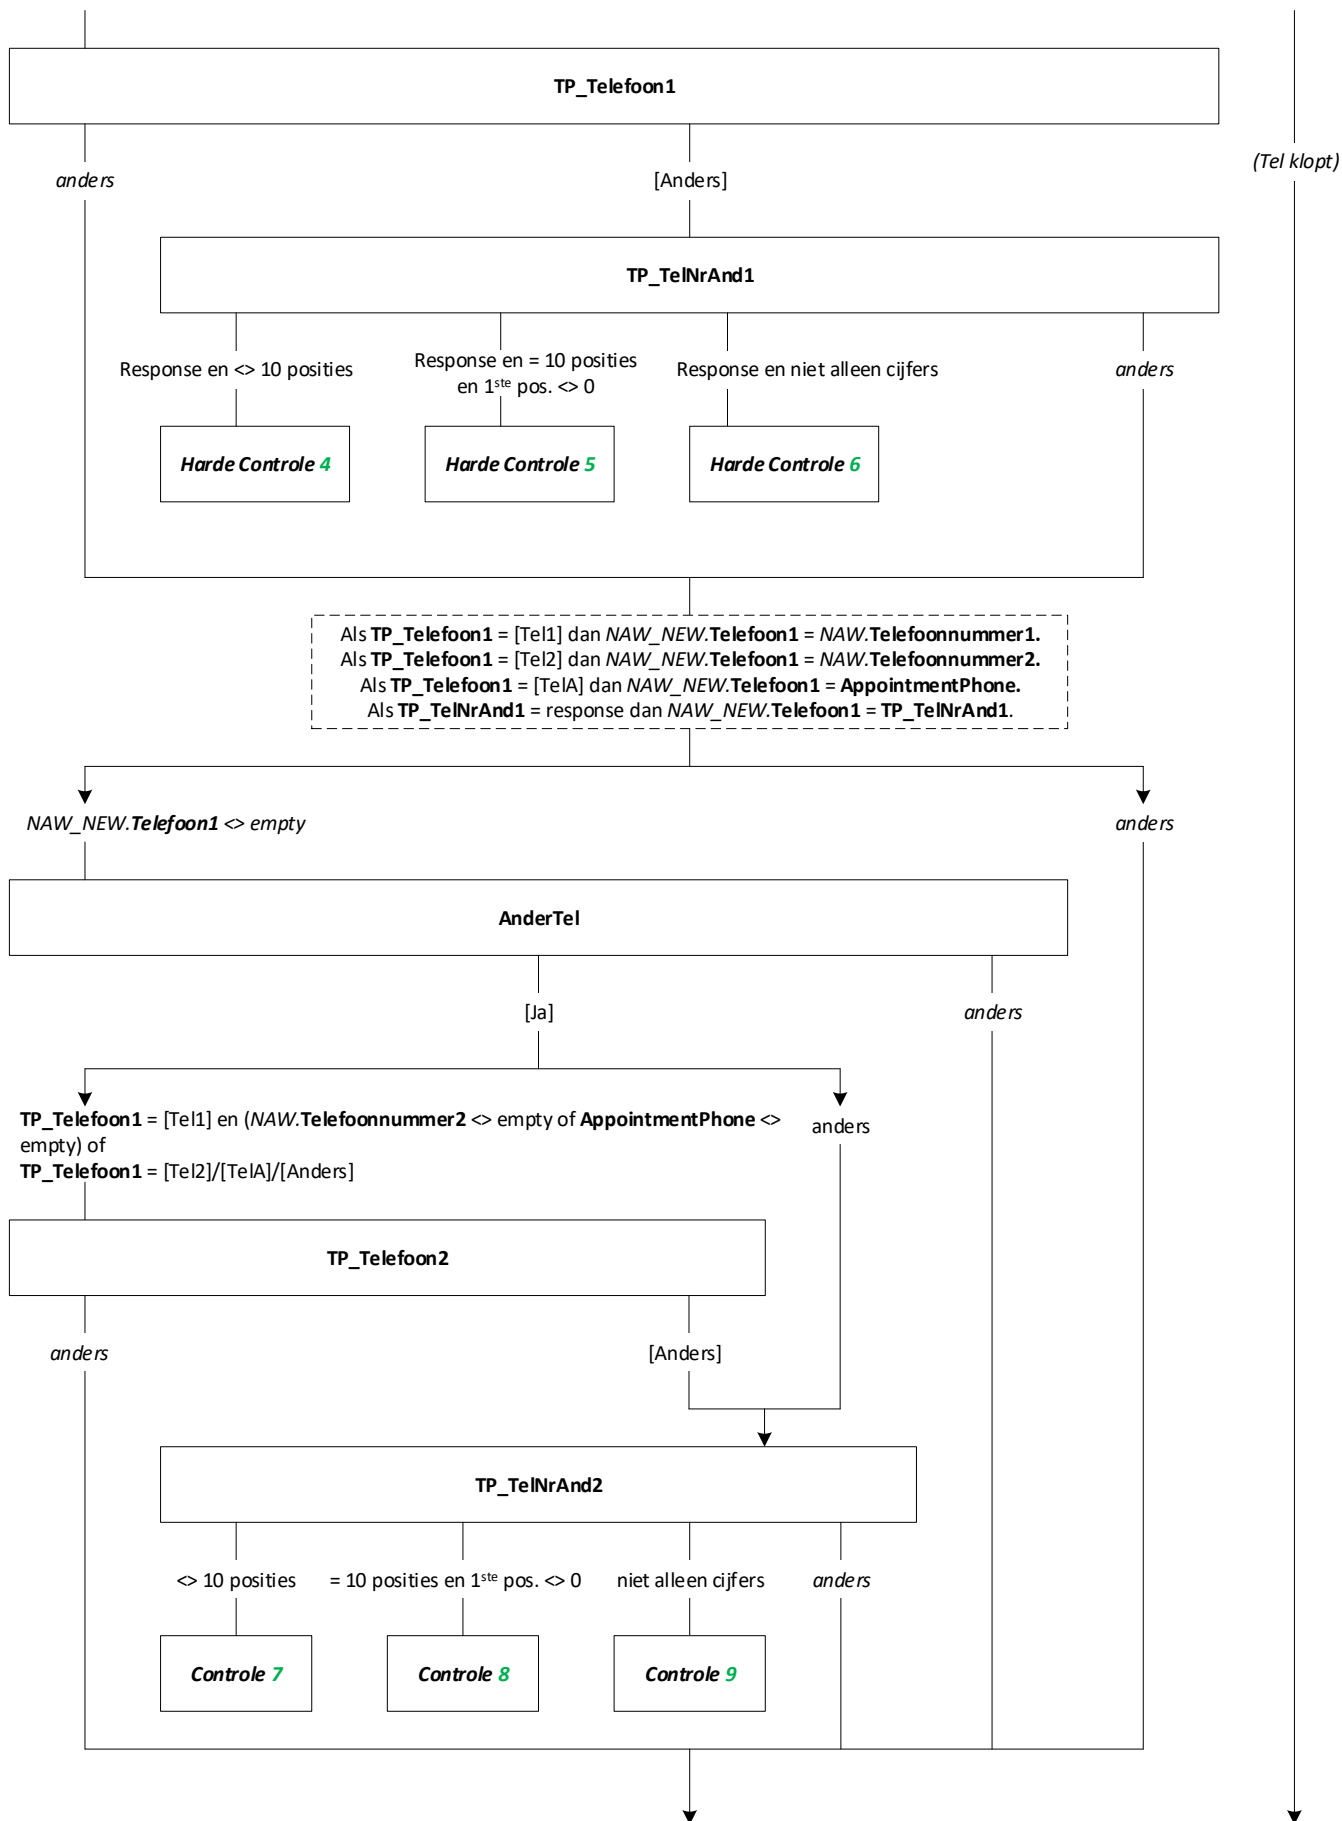 TP_Telefoon1
(Tel klopt)
anders
[Anders]
TP_TelNrAnd1
Response en <> 10 posities
Response en = 10 posities
en 1ste pos. <> 0
Response en niet alleen cijfers
anders
Harde Controle 4
Harde Controle 5
Harde Controle 6
Als TP_Telefoon1 = [Tel1] dan NAW_NEW.Telefoon1 = NAW.Telefoonnummer1.
Als TP_Telefoon1 = [Tel2] dan NAW_NEW.Telefoon1 = NAW.Telefoonnummer2.
Als TP_Telefoon1 = [TelA] dan NAW_NEW.Telefoon1 = AppointmentPhone.
Als TP_TelNrAnd1 = response dan NAW_NEW.Telefoon1 = TP_TelNrAnd1.
NAW_NEW.Telefoon1 <> empty
anders
AnderTel
[Ja]
anders
TP_Telefoon1 = [Tel1] en (NAW.Telefoonnummer2 <> empty of AppointmentPhone <>
empty) of
TP_Telefoon1 = [Tel2]/[TelA]/[Anders]
anders
TP_Telefoon2
anders
[Anders]
TP_TelNrAnd2
<> 10 posities
= 10 posities en 1ste pos. <> 0
niet alleen cijfers
anders
Controle 7
Controle 8
Controle 9